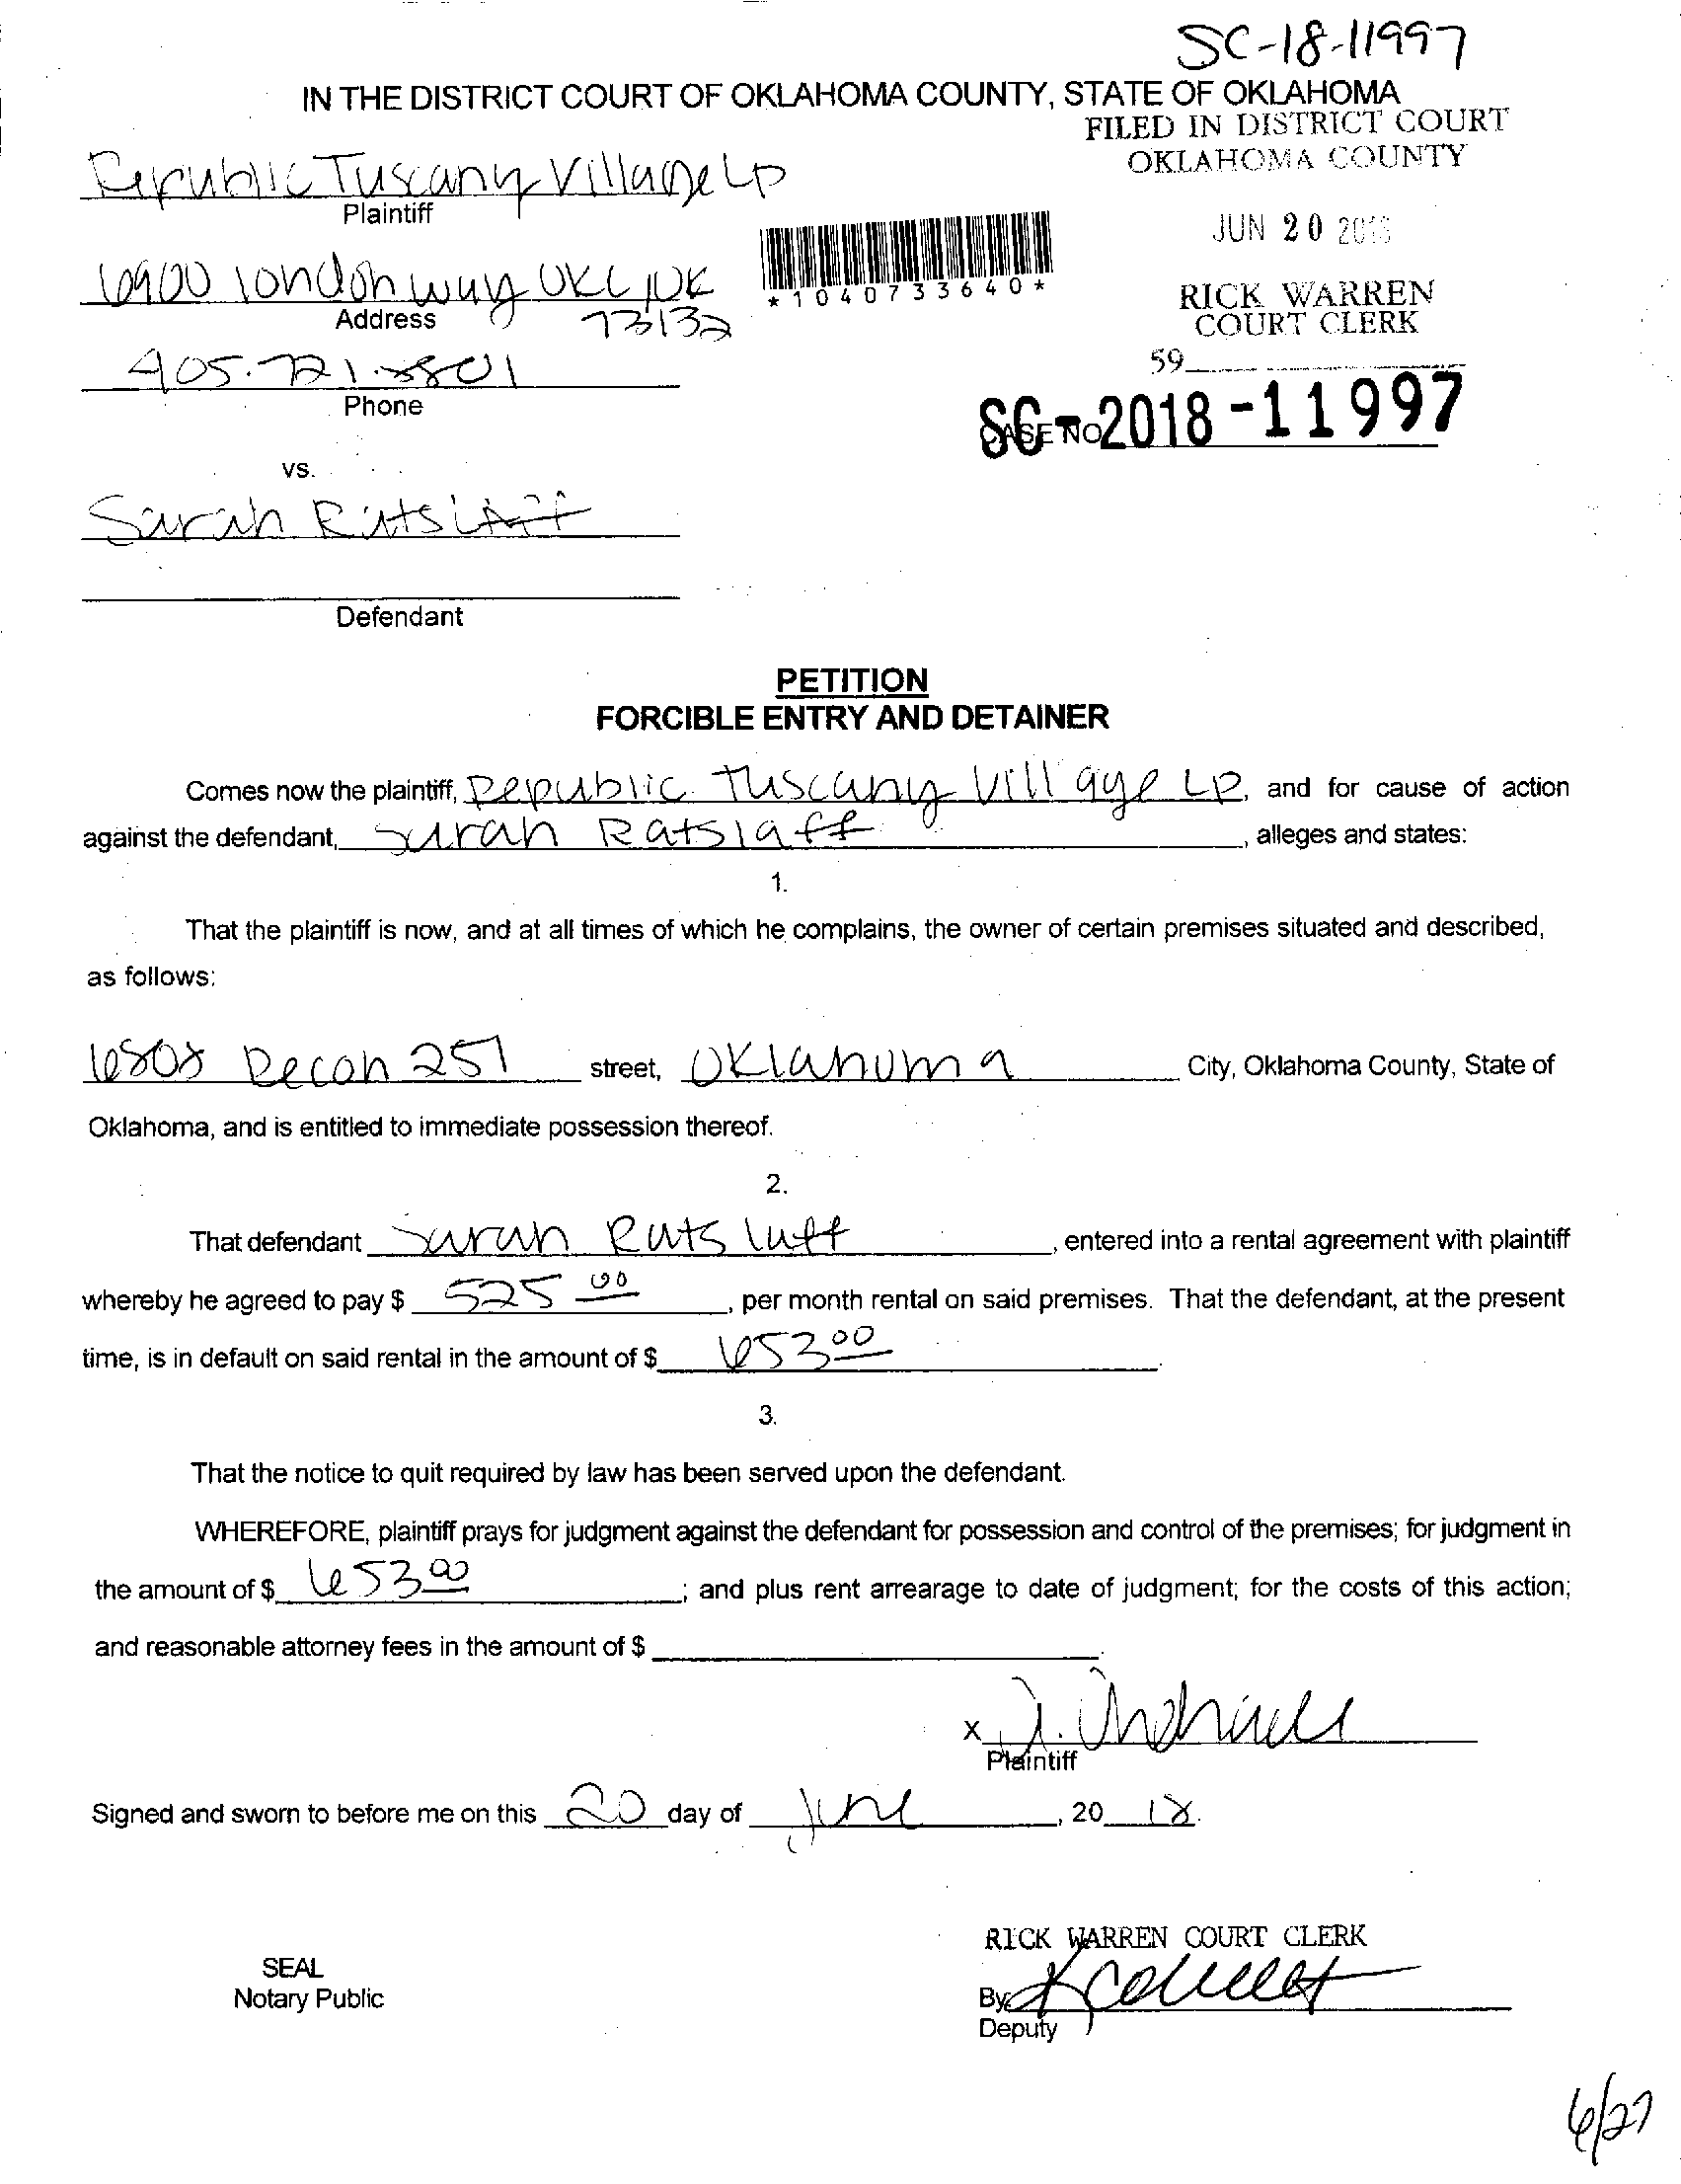 SC-18-11997
IN THE DISTRICT COURT OF OKLAHOMA COUNTY, STATE OF OKLAHOMA
FILED IN DISTRICT COURT
OKLAHOMA COUNTY
Republic Tuscany Village LP
Plaintiff
JUN 20 2018
6900 london way OKC, OK
*1040733640*
RICK WARREN
Address
73132
COURT CLERK
405.721.8801
59
Phone
CASE NO
SC-2018-11997
vs.
Sarah Ratslaff
Defendant
PETITION
FORCIBLE ENTRY AND DETAINER
Comes now the plaintiff, Republic Tuscany Village LP, and for cause of action
against the defendant, Sarah Ratslaff, alleges and states:
1.
That the plaintiff is now, and at all times of which he complains, the owner of certain premises situated and described,
as follows:
6808 Decon 251 street, Oklahoma City, Oklahoma County, State of
Oklahoma, and is entitled to immediate possession thereof.
2.
That defendant Sarah Ratslaff, entered into a rental agreement with plaintiff
whereby he agreed to pay $ 525 00, per month rental on said premises. That the defendant, at the present
time, is in default on said rental in the amount of $ 653 00.
3.
That the notice to quit required by law has been served upon the defendant.
WHEREFORE, plaintiff prays for judgment against the defendant for possession and control of the premises; for judgment in
the amount of $ 653 00; and plus rent arrearage to date of judgment; for the costs of this action;
and reasonable attorney fees in the amount of $ .
X J.
Plaintiff
Signed and sworn to before me on this 20 day of June, 20 18.
RICK WARREN COURT CLERK
SEAL
Notary Public
By
Deputy
6/27